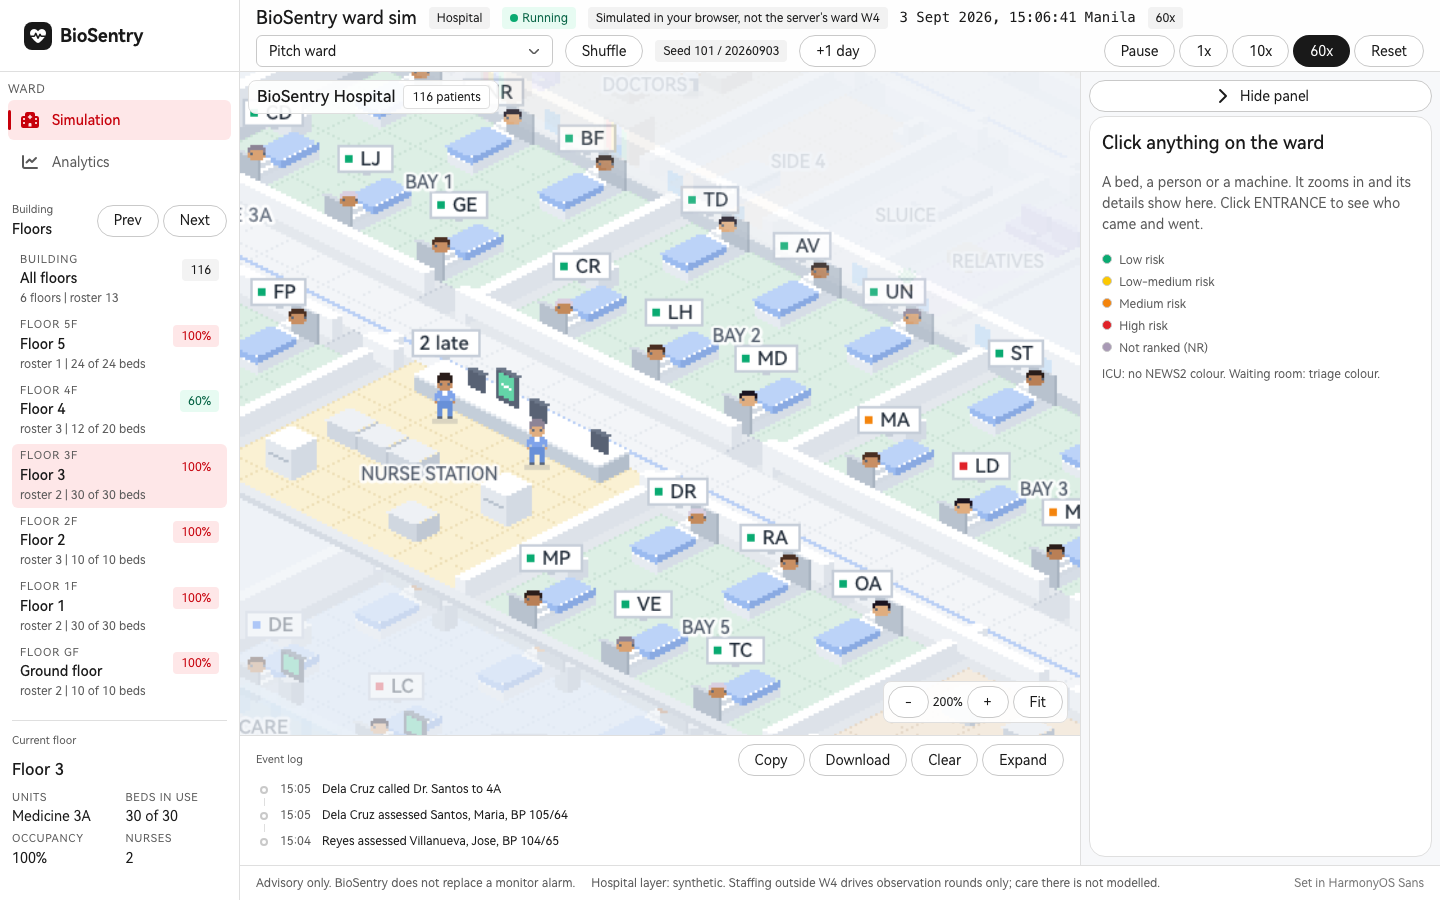 BioSentry
BioSentry ward sim
Hospital
Running
Simulated in your browser, not the server's ward W4
3 Sept 2026, 15:06:41 Manila
60x
Pitch ward
Shuffle
Seed 101 / 20260903
+1 day
Pause
1x
10x
60x
Reset
WARD
Simulation
Analytics
Building
Floors
Prev
Next
BUILDING
All floors
6 floors | roster 13
116
FLOOR 5F
Floor 5
roster 1 | 24 of 24 beds
100%
FLOOR 4F
Floor 4
roster 3 | 12 of 20 beds
60%
FLOOR 3F
Floor 3
roster 2 | 30 of 30 beds
100%
FLOOR 2F
Floor 2
roster 3 | 10 of 10 beds
100%
FLOOR 1F
Floor 1
roster 2 | 30 of 30 beds
100%
FLOOR GF
Ground floor
roster 2 | 10 of 10 beds
100%
Current floor
Floor 3
UNITS
Medicine 3A
BEDS IN USE
30 of 30
OCCUPANCY
100%
NURSES
2
BioSentry Hospital
116 patients
DOCTORS
R
CD
BF
LJ
SIDE 4
BAY 1
GE
TD
3A
SLUICE
AV
RELATIVES
CR
FP
UN
LH
BAY 2
2 late
MD
ST
MA
LD
NURSE STATION
BAY 3
DR
M
RA
MP
OA
VE
DE
BAY 5
TC
LC
CARE
-
200%
+
Fit
Event log
Copy
Download
Clear
Expand
15:05 Dela Cruz called Dr. Santos to 4A
15:05 Dela Cruz assessed Santos, Maria, BP 105/64
15:04 Reyes assessed Villanueva, Jose, BP 104/65
Hide panel
Click anything on the ward
A bed, a person or a machine. It zooms in and its
details show here. Click ENTRANCE to see who
came and went.
Low risk
Low-medium risk
Medium risk
High risk
Not ranked (NR)
ICU: no NEWS2 colour. Waiting room: triage colour.
Advisory only. BioSentry does not replace a monitor alarm.
Hospital layer: synthetic. Staffing outside W4 drives observation rounds only; care there is not modelled.
Set in HarmonyOS Sans